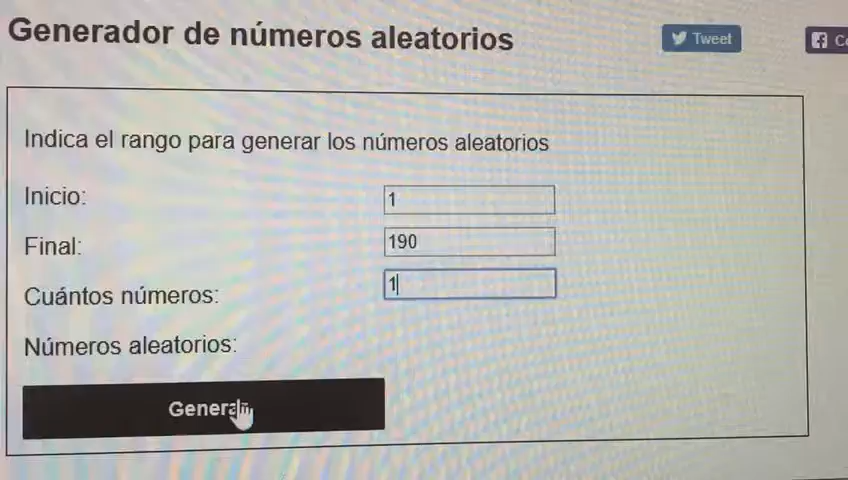 Generador de números aleatorios
Tweet
Indica el rango para generar los números aleatorios
Inicio: 1
Final: 190
Cuántos números: 1
Números aleatorios:
Generar